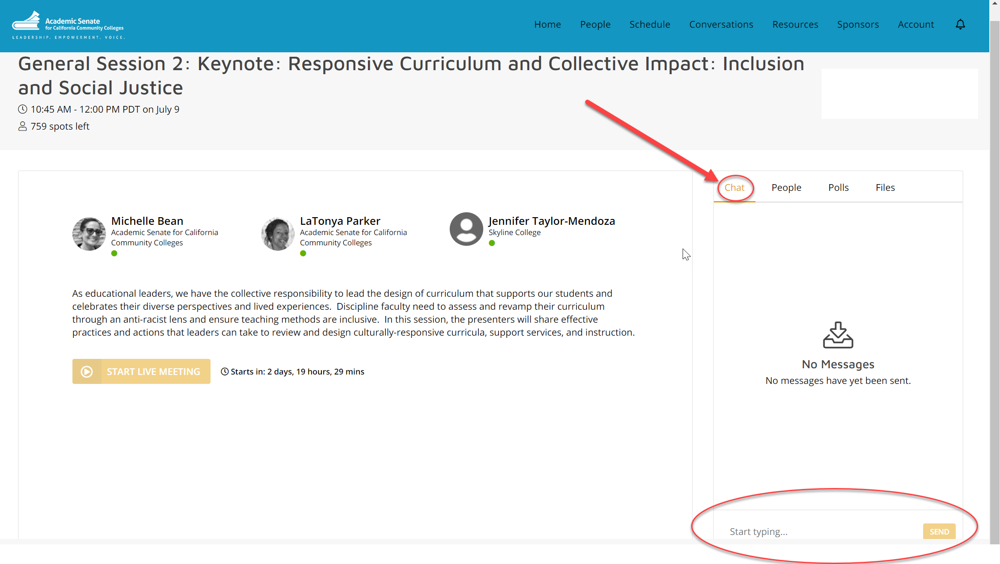 Academic Senate
for California Community Colleges
LEADERSHIP. EMPOWERMENT. VOICE.
Home People Schedule Conversations Resources Sponsors Account
General Session 2: Keynote: Responsive Curriculum and Collective Impact: Inclusion
and Social Justice
10:45 AM - 12:00 PM PDT on July 9
759 spots left
Chat People Polls Files
Michelle Bean
Academic Senate for California
Community Colleges
LaTonya Parker
Academic Senate for California
Community Colleges
Jennifer Taylor-Mendoza
Skyline College
As educational leaders, we have the collective responsibility to lead the design of curriculum that supports our students and
celebrates their diverse perspectives and lived experiences.  Discipline faculty need to assess and revamp their curriculum
through an anti-racist lens and ensure teaching methods are inclusive.  In this session, the presenters will share effective
practices and actions that leaders can take to review and design culturally-responsive curricula, support services, and instruction.
START LIVE MEETING
Starts in: 2 days, 19 hours, 29 mins
No Messages
No messages have yet been sent.
Start typing...
SEND